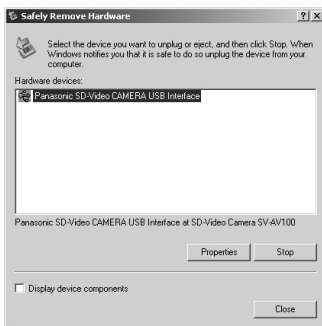 Safely Remove Hardware
Select the device you want to unplug or eject, and then click Stop. When
Windows notifies you that it is safe to do so unplug the device from your
computer.
Hardware devices:
Panasonic SD-Video CAMERA USB Interface
Panasonic SD-Video CAMERA USB Interface at SD-Video Camera SV-AV100
Properties
Stop
Display device components
Close